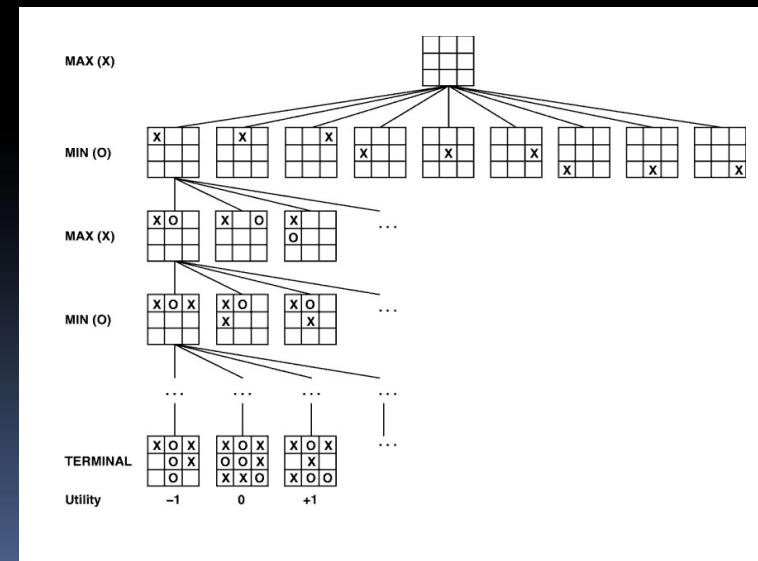 MAX (X)
MIN (O)
X X X X X X X X X
MAX (X)
X O X O X
O
...
MIN (O)
X O X X O X O
X X
...
... ... ... ...
TERMINAL
X O X X O X X O X
O X O O X X
O X X O X O O
...
Utility −1 0 +1